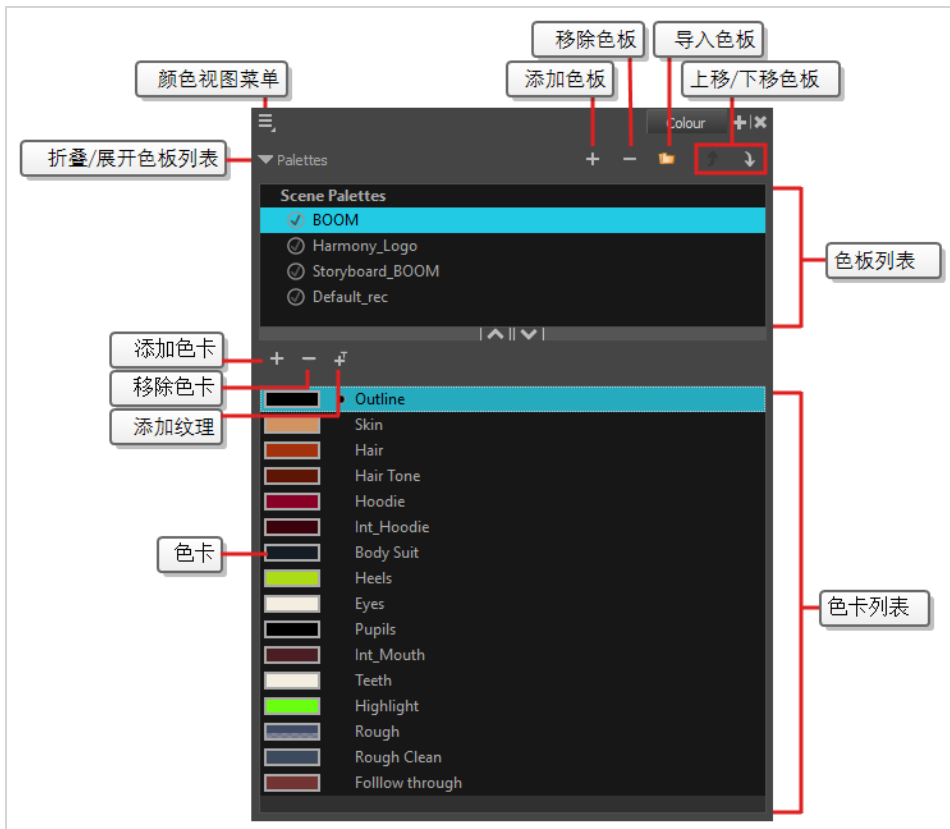 移除色板
导入色板
颜色视图菜单
添加色板
上移/下移色板
Colour
折叠/展开色板列表
Palettes
Scene Palettes
BOOM
Harmony_Logo
Storyboard_BOOM
Default_rec
色板列表
添加色卡
移除色卡
添加纹理
T
Outline
Skin
Hair
Hair Tone
Hoodie
Int_Hoodie
色卡
Body Suit
Heels
Eyes
色卡列表
Pupils
Int_Mouth
Teeth
Highlight
Rough
Rough Clean
Folllow through